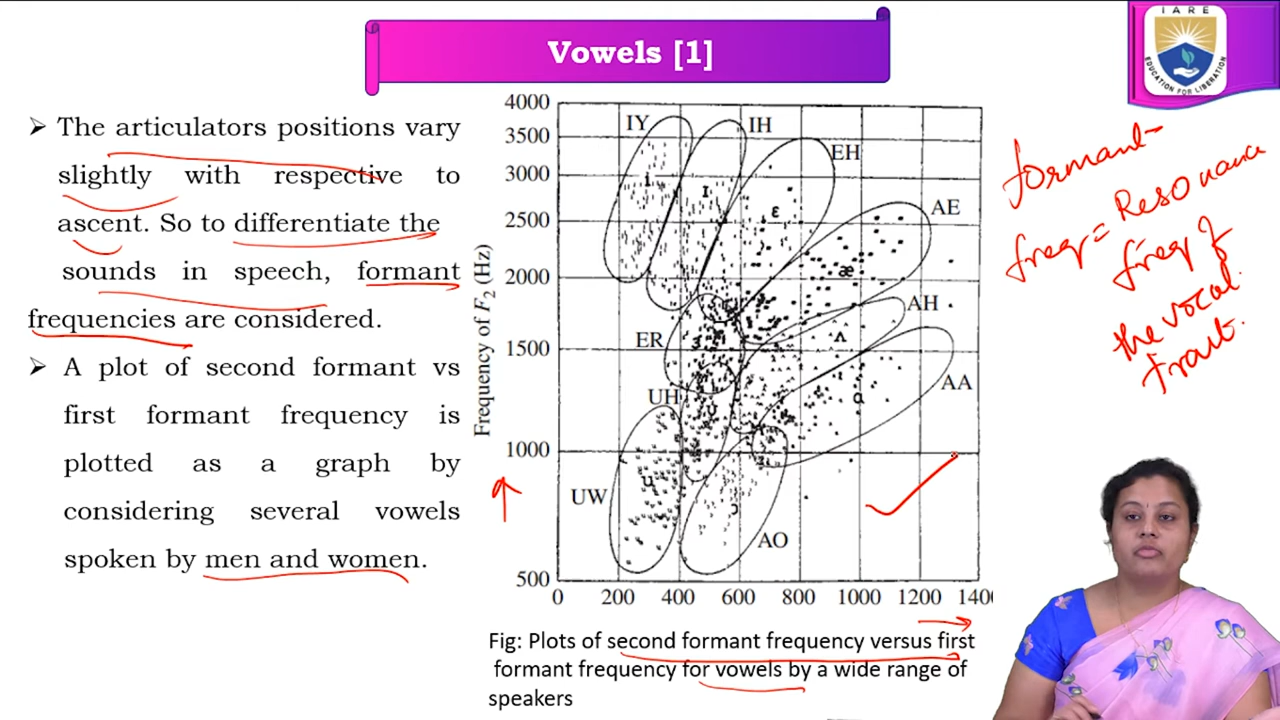 Vowels [1]
IARE
EDUCATION FOR LIBERATION
➤ The articulators positions vary
slightly with respective to
ascent. So to differentiate the
sounds in speech, formant
frequencies are considered.
➤ A plot of second formant vs
first formant frequency is
plotted as a graph by
considering several vowels
spoken by men and women.
Frequency of F₂ (Hz)
4000
3500
3000
2500
2000
1500
1000
500
0 200 400 600 800 1000 1200 140
IY
IH
EH
AE
AH
AA
ER
UH
UW
AO
i
I
ɛ
æ
ʌ
ɝ
ɑ
U
u
ɔ
Fig: Plots of second formant frequency versus first
formant frequency for vowels by a wide range of
speakers
formant-
freq = Resonance
freq of
the vocal
tract.